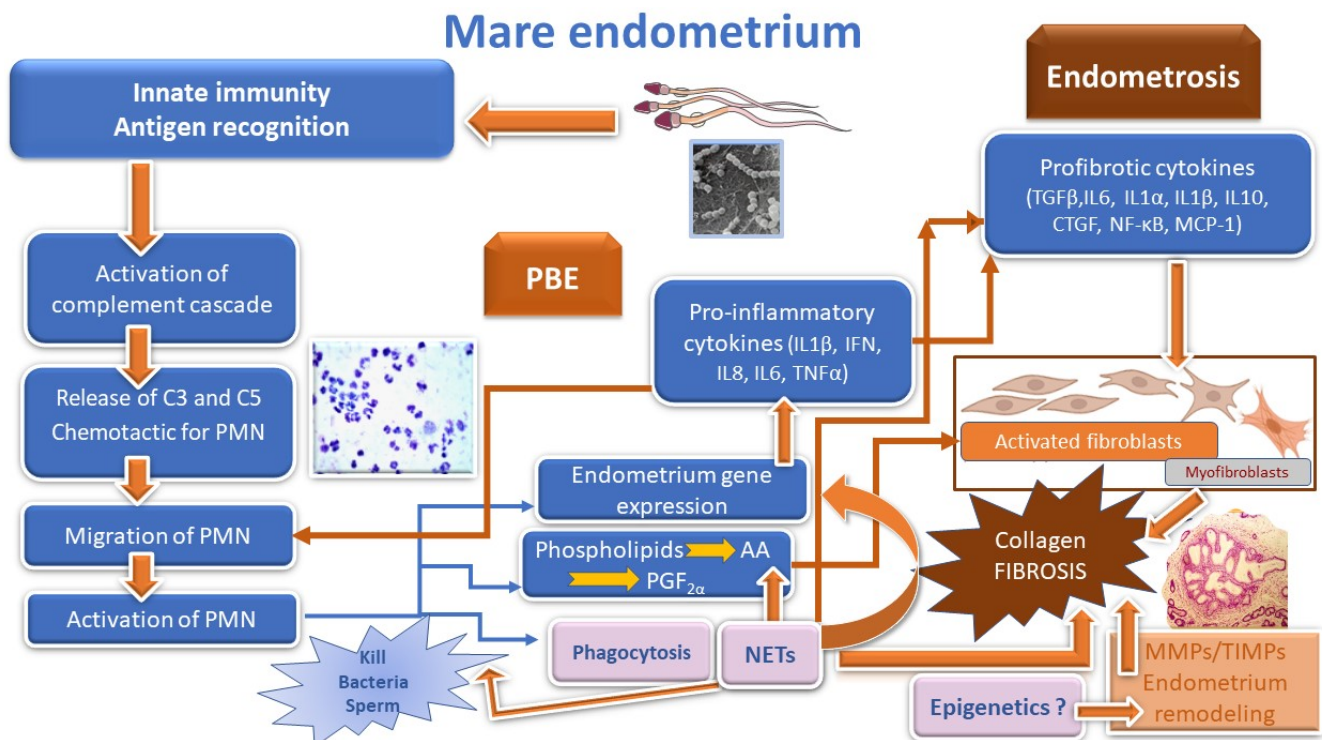 Mare endometrium
Innate immunity
Antigen recognition
Endometrosis
Profibrotic cytokines
(TGFβ,IL6, IL1α, IL1β, IL10,
CTGF, NF-κB, MCP-1)
Activation of
complement cascade
PBE
Pro-inflammatory
cytokines (IL1β, IFN,
IL8, IL6, TNFα)
Release of C3 and C5
Chemotactic for PMN
Activated fibroblasts
Myofibroblasts
Endometrium gene
expression
Migration of PMN
Phospholipids AA
PGF2α
Collagen
FIBROSIS
Activation of PMN
Phagocytosis
NETs
Kill
Bacteria
Sperm
MMPs/TIMPs
Endometrium
remodeling
Epigenetics ?